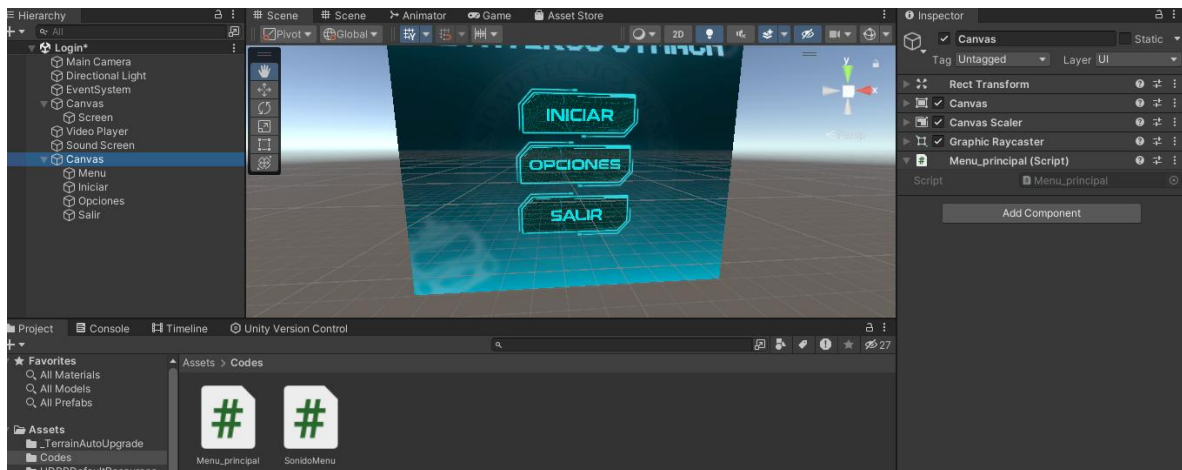 Hierarchy
All
Login*
Main Camera
Directional Light
EventSystem
Canvas
Screen
Video Player
Sound Screen
Canvas
Menu
Iniciar
Opciones
Salir
Scene Scene Animator Game Asset Store
Pivot Global 2D
y
x
INICIAR
OPCIONES
SALIR
Inspector
Canvas Static
Tag Untagged Layer UI
Rect Transform
Canvas
Canvas Scaler
Graphic Raycaster
# Menu_principal (Script)
Script Menu_principal
Add Component
Project Console Timeline Unity Version Control
27
Favorites
All Materials
All Models
All Prefabs
Assets
_TerrainAutoUpgrade
Codes
Assets > Codes
# #
Menu_principal SonidoMenu